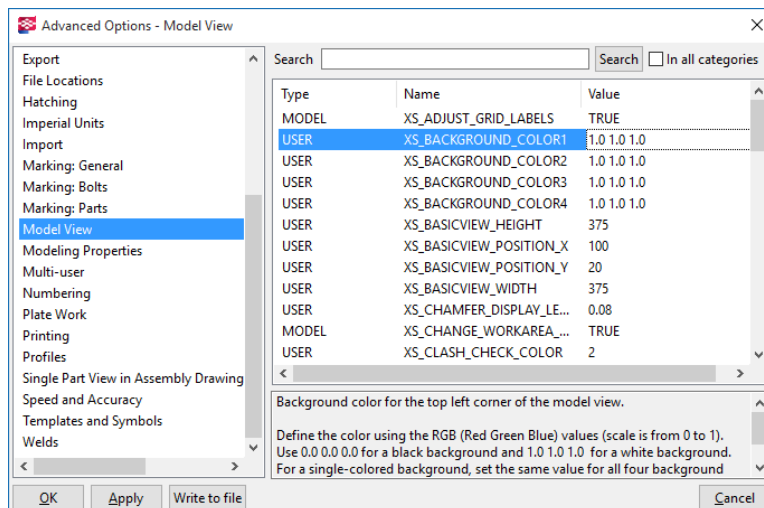 Advanced Options - Model View
Export
File Locations
Hatching
Imperial Units
Import
Marking: General
Marking: Bolts
Marking: Parts
Model View
Modeling Properties
Multi-user
Numbering
Plate Work
Printing
Profiles
Single Part View in Assembly Drawing
Speed and Accuracy
Templates and Symbols
Welds
Search Search In all categories
Type Name Value
MODEL XS_ADJUST_GRID_LABELS TRUE
USER XS_BACKGROUND_COLOR1 1.0 1.0 1.0
USER XS_BACKGROUND_COLOR2 1.0 1.0 1.0
USER XS_BACKGROUND_COLOR3 1.0 1.0 1.0
USER XS_BACKGROUND_COLOR4 1.0 1.0 1.0
USER XS_BASICVIEW_HEIGHT 375
USER XS_BASICVIEW_POSITION_X 100
USER XS_BASICVIEW_POSITION_Y 20
USER XS_BASICVIEW_WIDTH 375
USER XS_CHAMFER_DISPLAY_LE... 0.08
MODEL XS_CHANGE_WORKAREA_... TRUE
USER XS_CLASH_CHECK_COLOR 2
Background color for the top left corner of the model view.
Define the color using the RGB (Red Green Blue) values (scale is from 0 to 1).
Use 0.0 0.0 0.0 for a black background and 1.0 1.0 1.0 for a white background.
For a single-colored background, set the same value for all four background
OK Apply Write to file Cancel